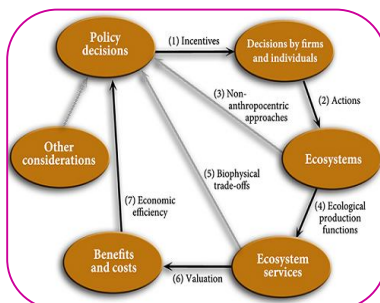 Policy
decisions
(1) Incentives
Decisions by firms
and individuals
(3) Non-
anthropocentric
approaches
(2) Actions
Other
considerations
Ecosystems
(5) Biophysical
trade-offs
(4) Ecological
production
functions
(7) Economic
efficiency
Benefits
and costs
(6) Valuation
Ecosystem
services